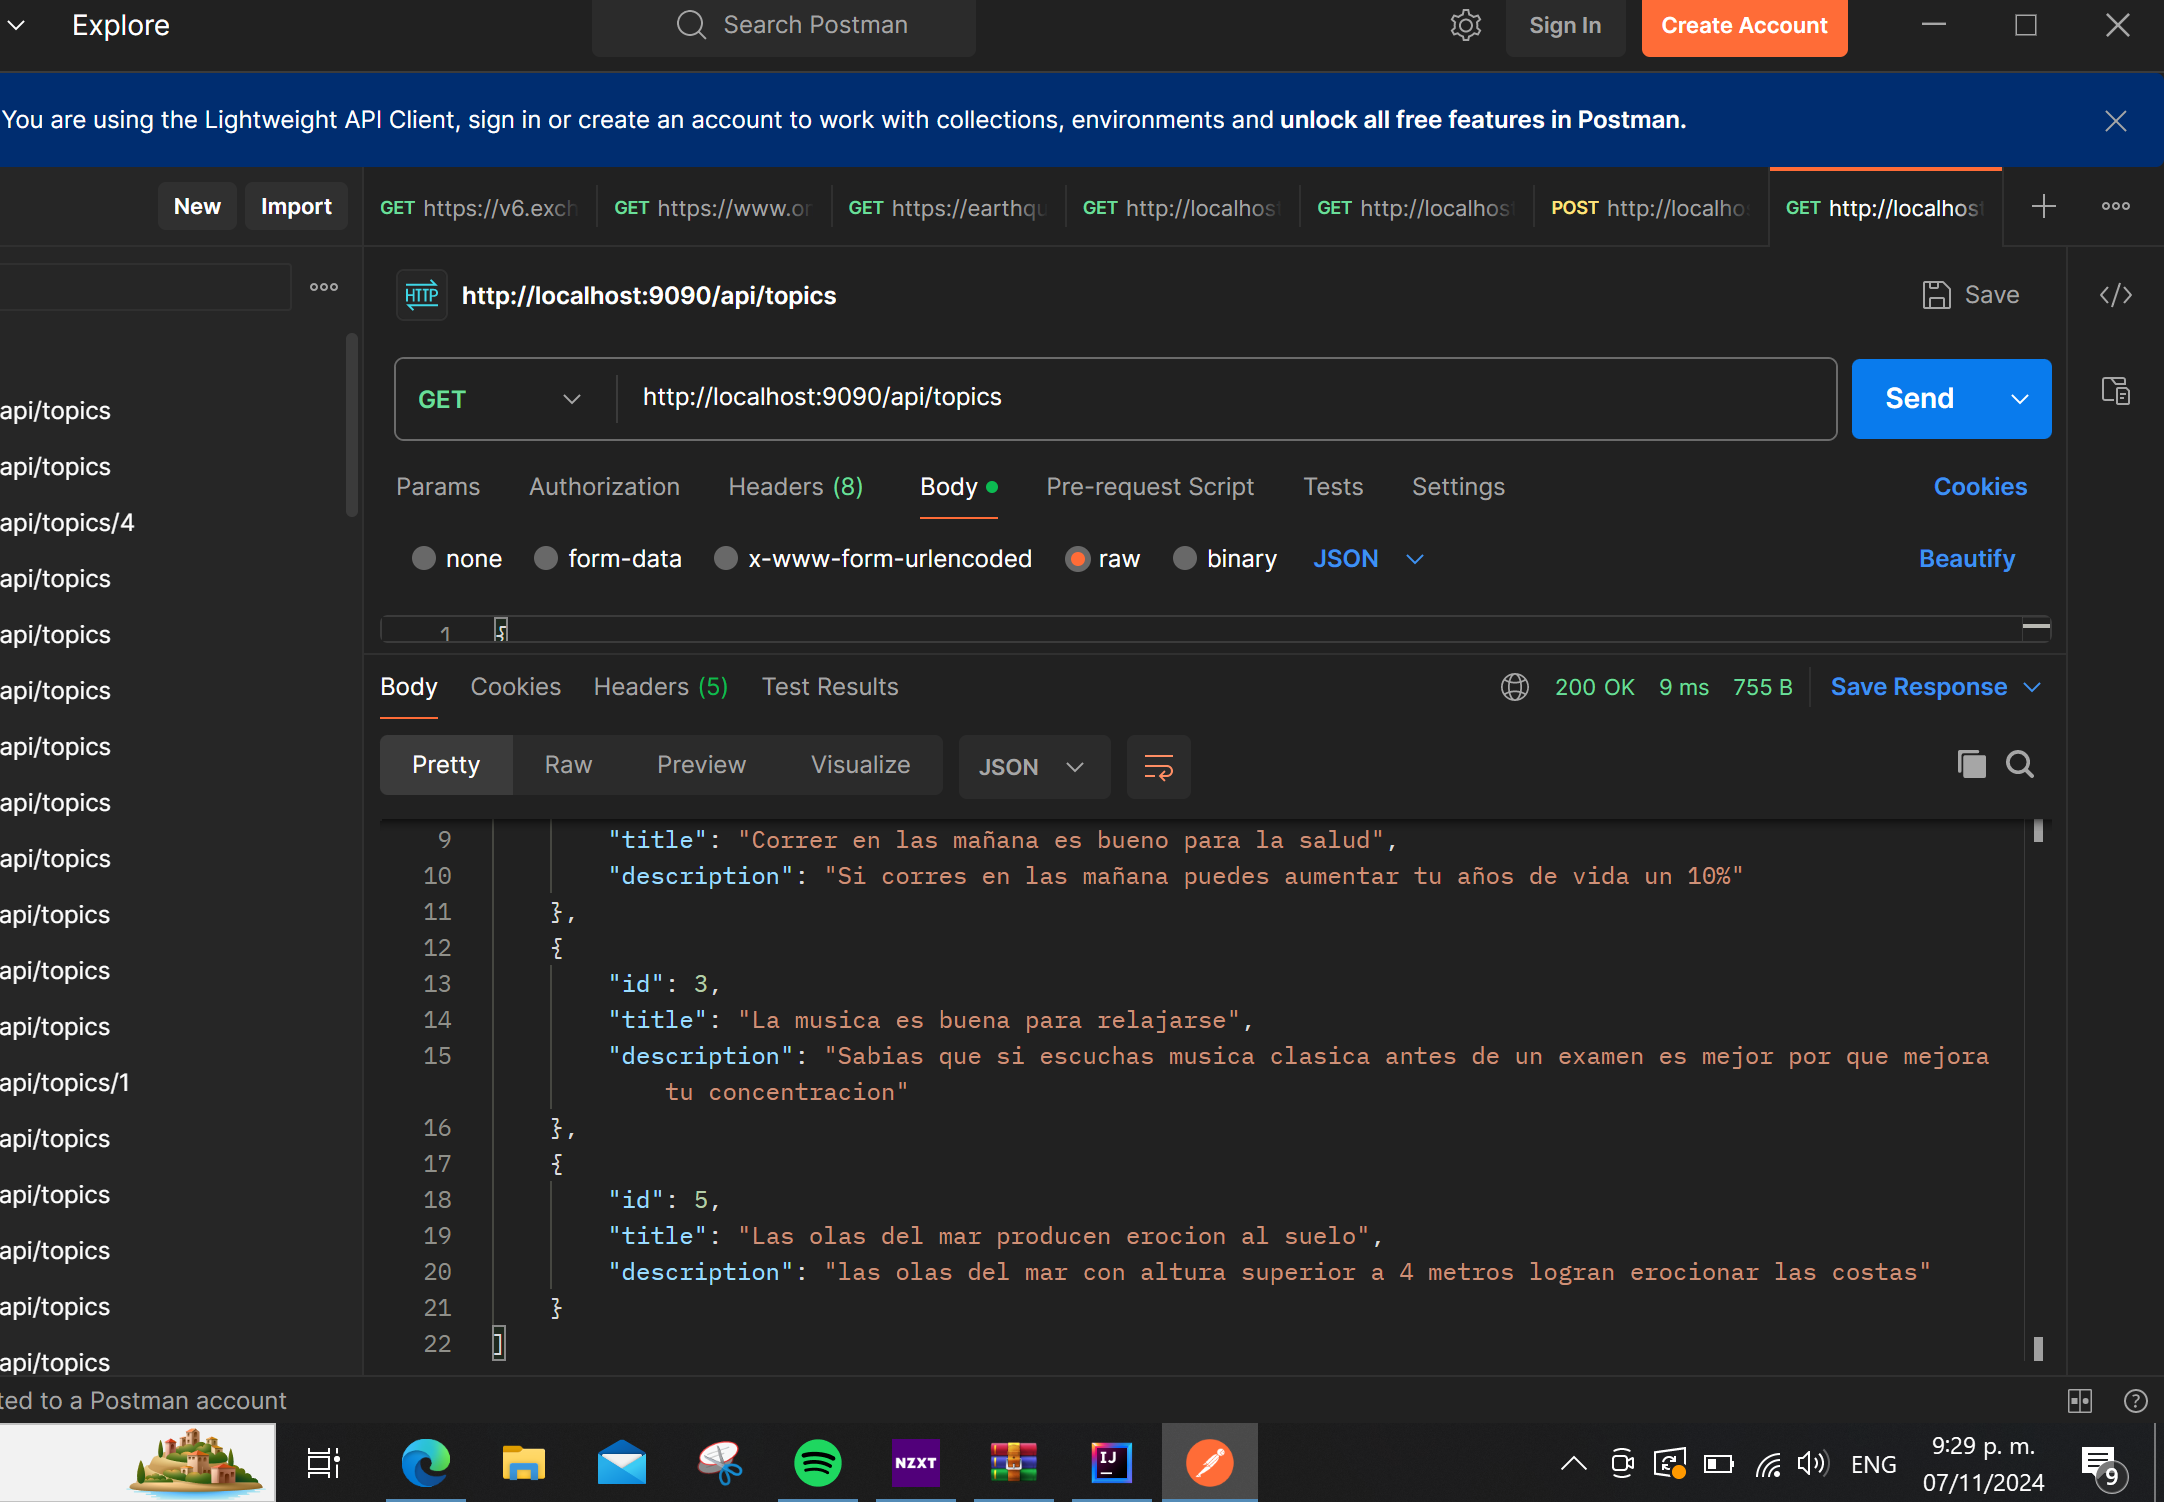 Explore
Search Postman
Sign In
Create Account
You are using the Lightweight API Client, sign in or create an account to work with collections, environments and unlock all free features in Postman.
New
Import
GET https://v6.exch
GET https://www.or
GET https://earthqu
GET http://localhost
GET http://localhost
POST http://localho
GET http://localhost
HTTP
http://localhost:9090/api/topics
Save
GET
http://localhost:9090/api/topics
Send
Params
Authorization
Headers (8)
Body
Pre-request Script
Tests
Settings
Cookies
none
form-data
x-www-form-urlencoded
raw
binary
JSON
Beautify
1 {
Body
Cookies
Headers (5)
Test Results
200 OK
9 ms
755 B
Save Response
Pretty
Raw
Preview
Visualize
JSON
9 "title": "Correr en las mañana es bueno para la salud",
10 "description": "Si corres en las mañana puedes aumentar tu años de vida un 10%"
11 },
12 {
13 "id": 3,
14 "title": "La musica es buena para relajarse",
15 "description": "Sabias que si escuchas musica clasica antes de un examen es mejor por que mejora
tu concentracion"
16 },
17 {
18 "id": 5,
19 "title": "Las olas del mar producen erocion al suelo",
20 "description": "las olas del mar con altura superior a 4 metros logran erocionar las costas"
21 }
22 ]
api/topics
api/topics
api/topics/4
api/topics
api/topics
api/topics
api/topics
api/topics
api/topics
api/topics
api/topics
api/topics
api/topics/1
api/topics
api/topics
api/topics
api/topics
api/topics
ted to a Postman account
NZXT
IJ
ENG
9:29 p. m.
07/11/2024
9